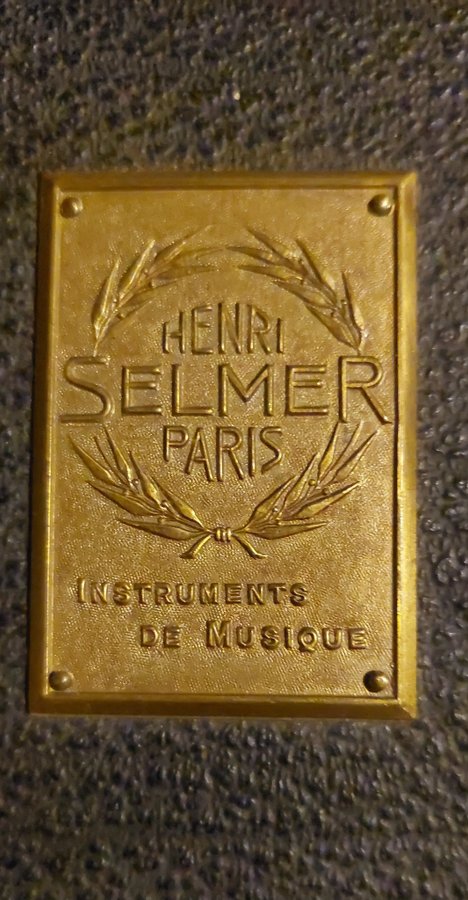 HENRI
SELMER
PARIS
INSTRUMENTS
DE MUSIQUE